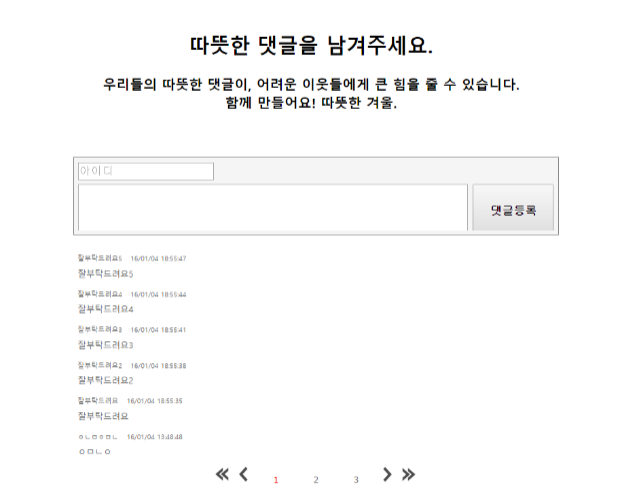 따뜻한 댓글을 남겨주세요.
우리들의 따뜻한 댓글이, 어려운 이웃들에게 큰 힘을 줄 수 있습니다.
함께 만들어요! 따뜻한 겨울.
아이디
댓글등록
잘부탁드려요5 16/01/04 18:55:47
잘부탁드려요5
잘부탁드려요4 16/01/04 18:55:44
잘부탁드려요4
잘부탁드려요3 16/01/04 18:55:41
잘부탁드려요3
잘부탁드려요2 16/01/04 18:55:38
잘부탁드려요2
잘부탁드려요 16/01/04 18:55:35
잘부탁드려요
16/01/04 13:48:48
ㅇㅁㄴㅇ
« ‹ 1 2 3 › »